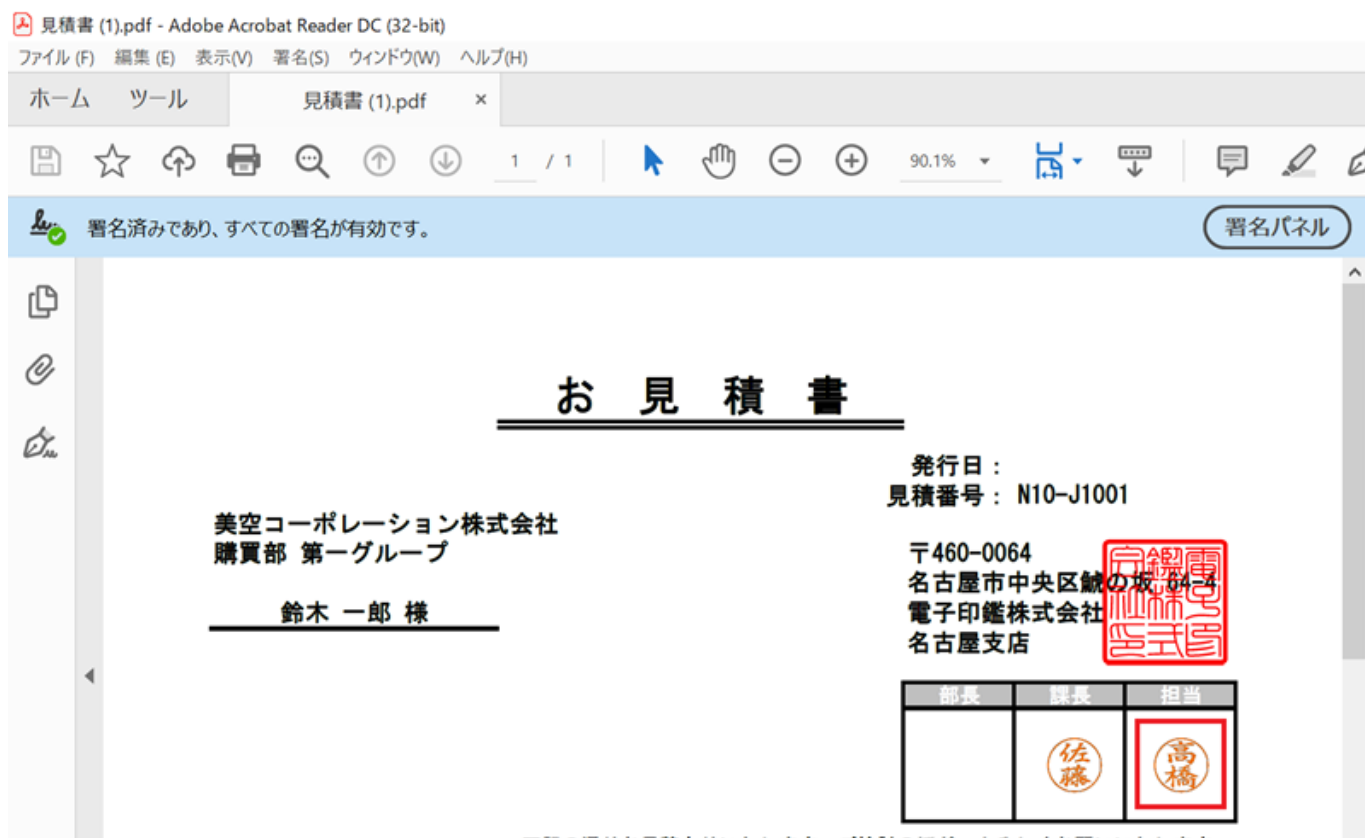 見積書 (1).pdf - Adobe Acrobat Reader DC (32-bit)
ファイル (F) 編集 (E) 表示(V) 署名(S) ウィンドウ(W) ヘルプ(H)
ホーム ツール 見積書 (1).pdf ×
1 / 1 90.1%
署名済みであり、すべての署名が有効です。 署名パネル
お見積書
発行日：
見積番号：N10-J1001
美空コーポレーション株式会社
購買部 第一グループ
鈴木 一郎 様
〒460-0064
名古屋市中央区鯱の坂 64-4
電子印鑑株式会社
名古屋支店
部長 課長 担当
佐藤 高橋